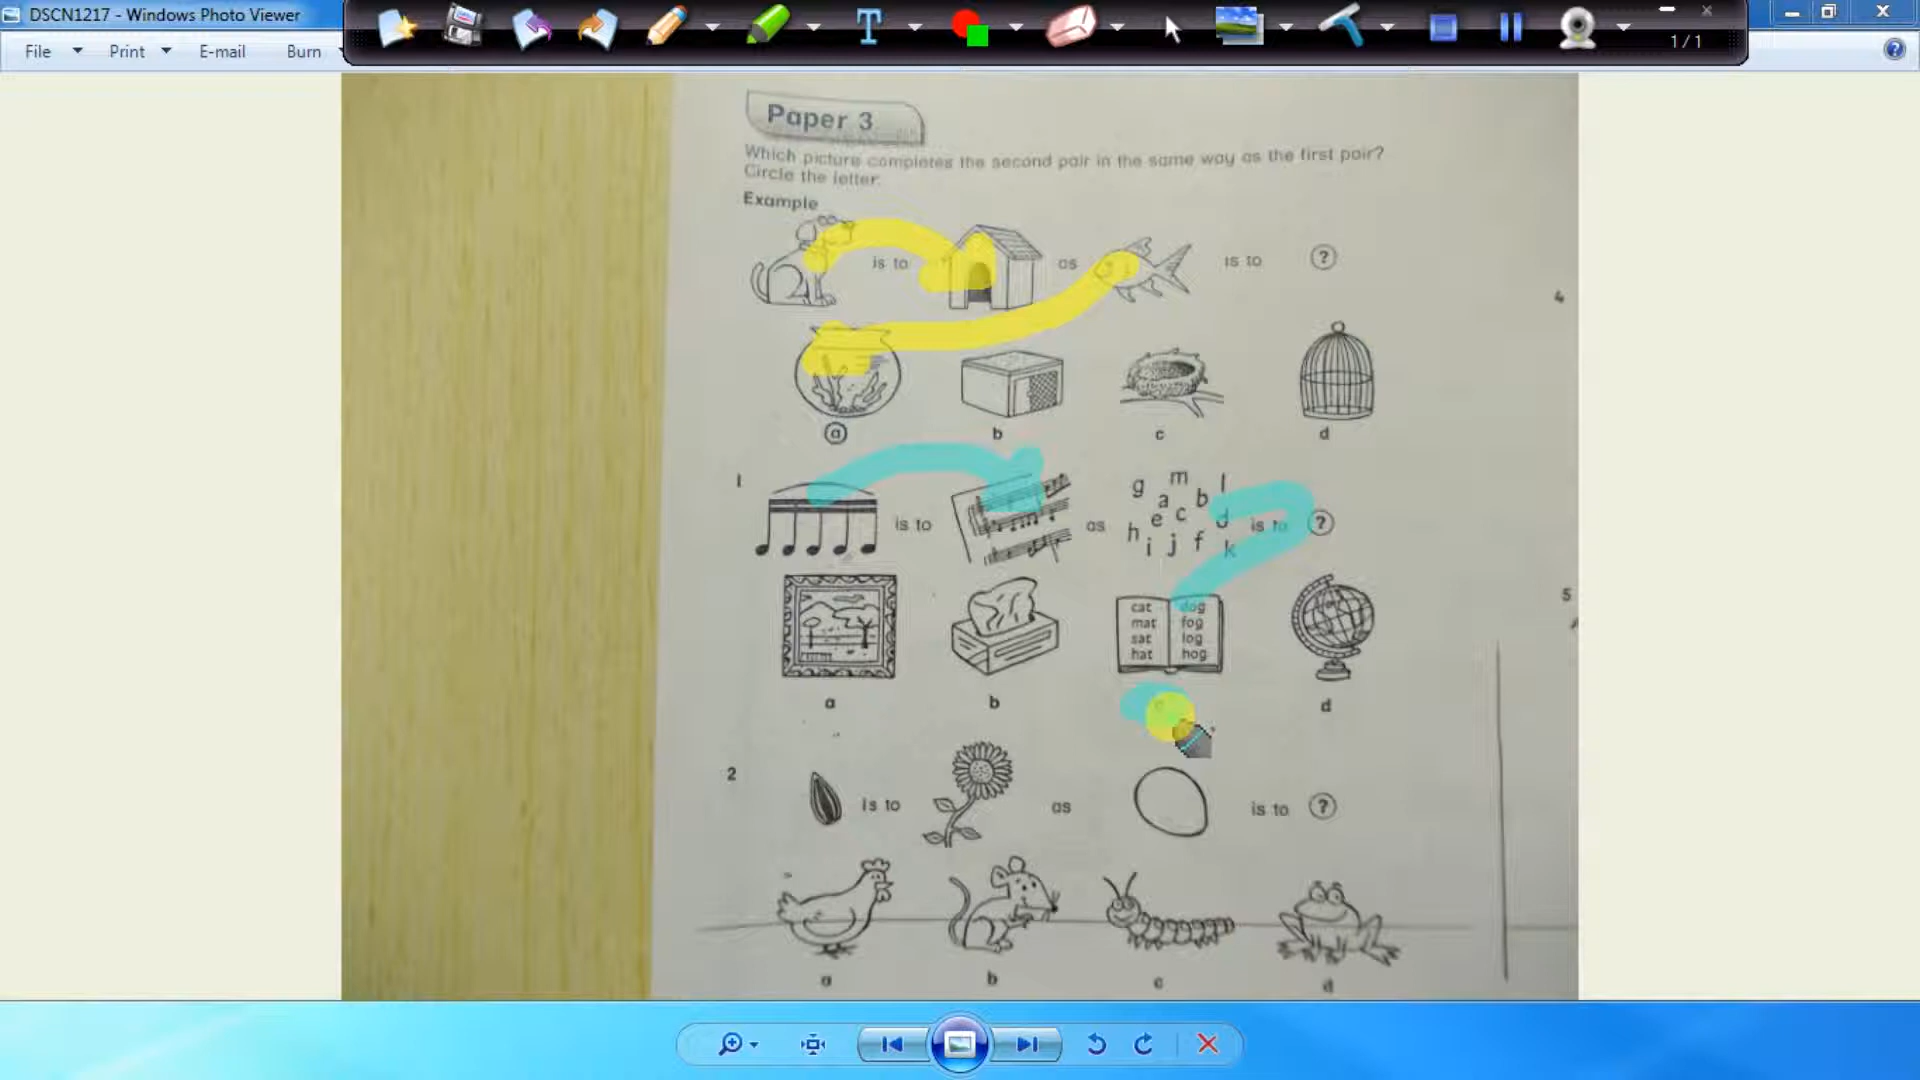 DSCN1217 - Windows Photo Viewer
1/1
File Print E-mail Burn
Paper 3
Which picture completes the second pair in the same way as the first pair?
Circle the letter.
Example
is to as is to ?
4
a b c d
1
g m l
a b
e c d
h i j f k
is to as is to ?
cat dog
mat fog
sat log
hat hog
5
a b d
2 is to as is to ?
a b c d